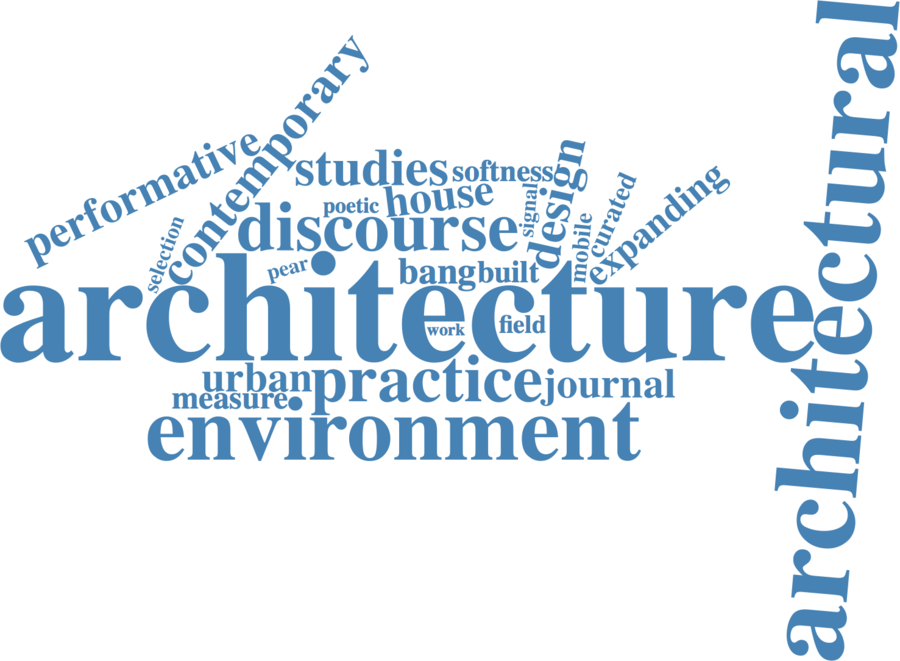 architectural
contemporary
performative
studies
softness
design
house
poetic
signal
curated
expanding
mobile
selection
discourse
pear
bang
built
architecture
work
field
urban
practice
journal
measure
environment